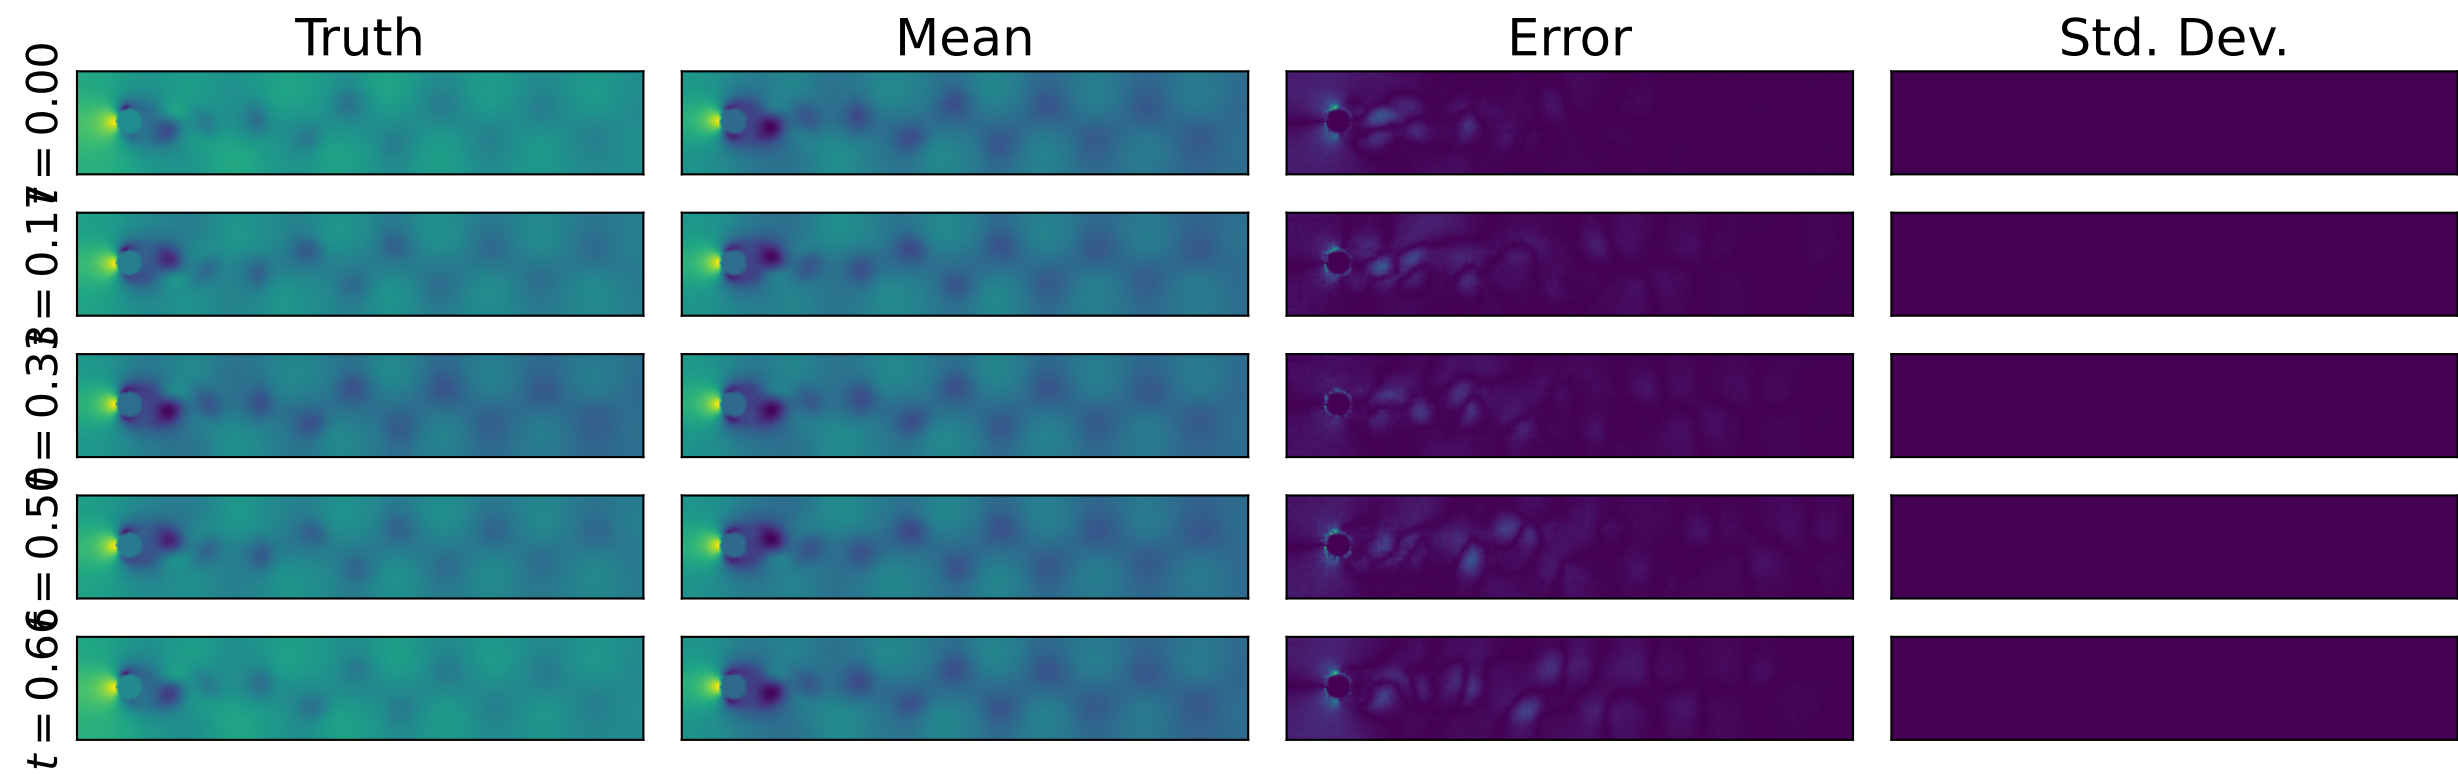 Truth Mean Error Std. Dev.
t = 0.00
t = 0.17
t = 0.33
t = 0.50
t = 0.66